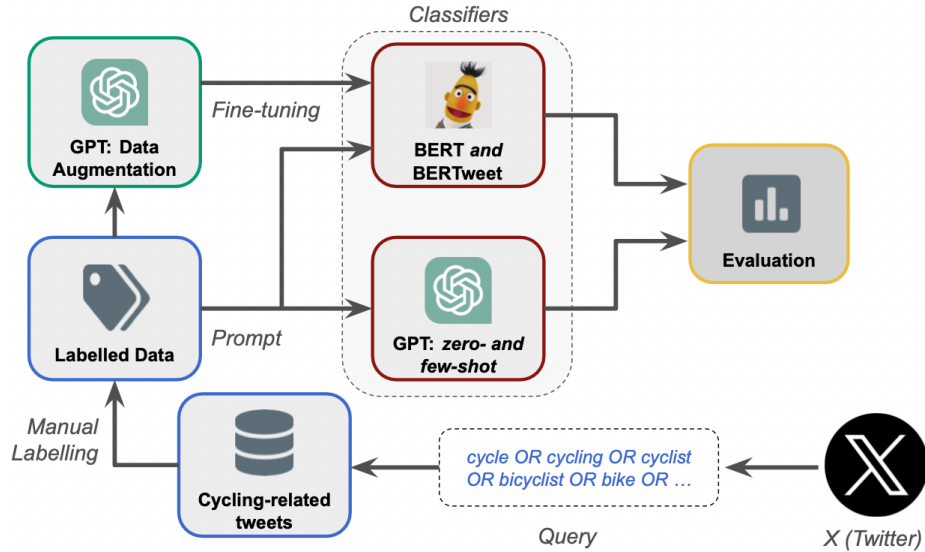 Classifiers
GPT: Data
Augmentation
Fine-tuning
BERT and
BERTweet
Evaluation
Labelled Data
Prompt
GPT: zero- and
few-shot
Manual
Labelling
Cycling-related
tweets
cycle OR cycling OR cyclist
OR bicyclist OR bike OR ...
Query
X (Twitter)